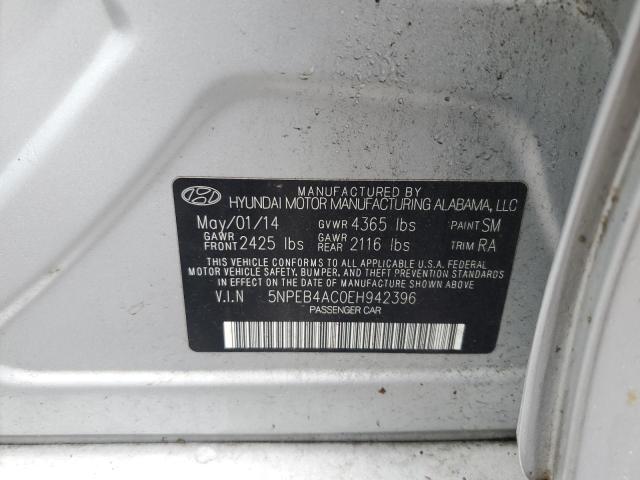 MANUFACTURED BY
HYUNDAI MOTOR MANUFACTURING ALABAMA, LLC
May/01/14 GVWR 4365 lbs PAINT SM
GAWR FRONT 2425 lbs GAWR REAR 2116 lbs TRIM RA
THIS VEHICLE CONFORMS TO ALL APPLICABLE U.S.A. FEDERAL
MOTOR VEHICLE SAFETY, BUMPER, AND THEFT PREVENTION STANDARDS
IN EFFECT ON THE DATE OF MANUFACTURE SHOWN ABOVE.
V.I.N 5NPEB4AC0EH942396
PASSENGER CAR